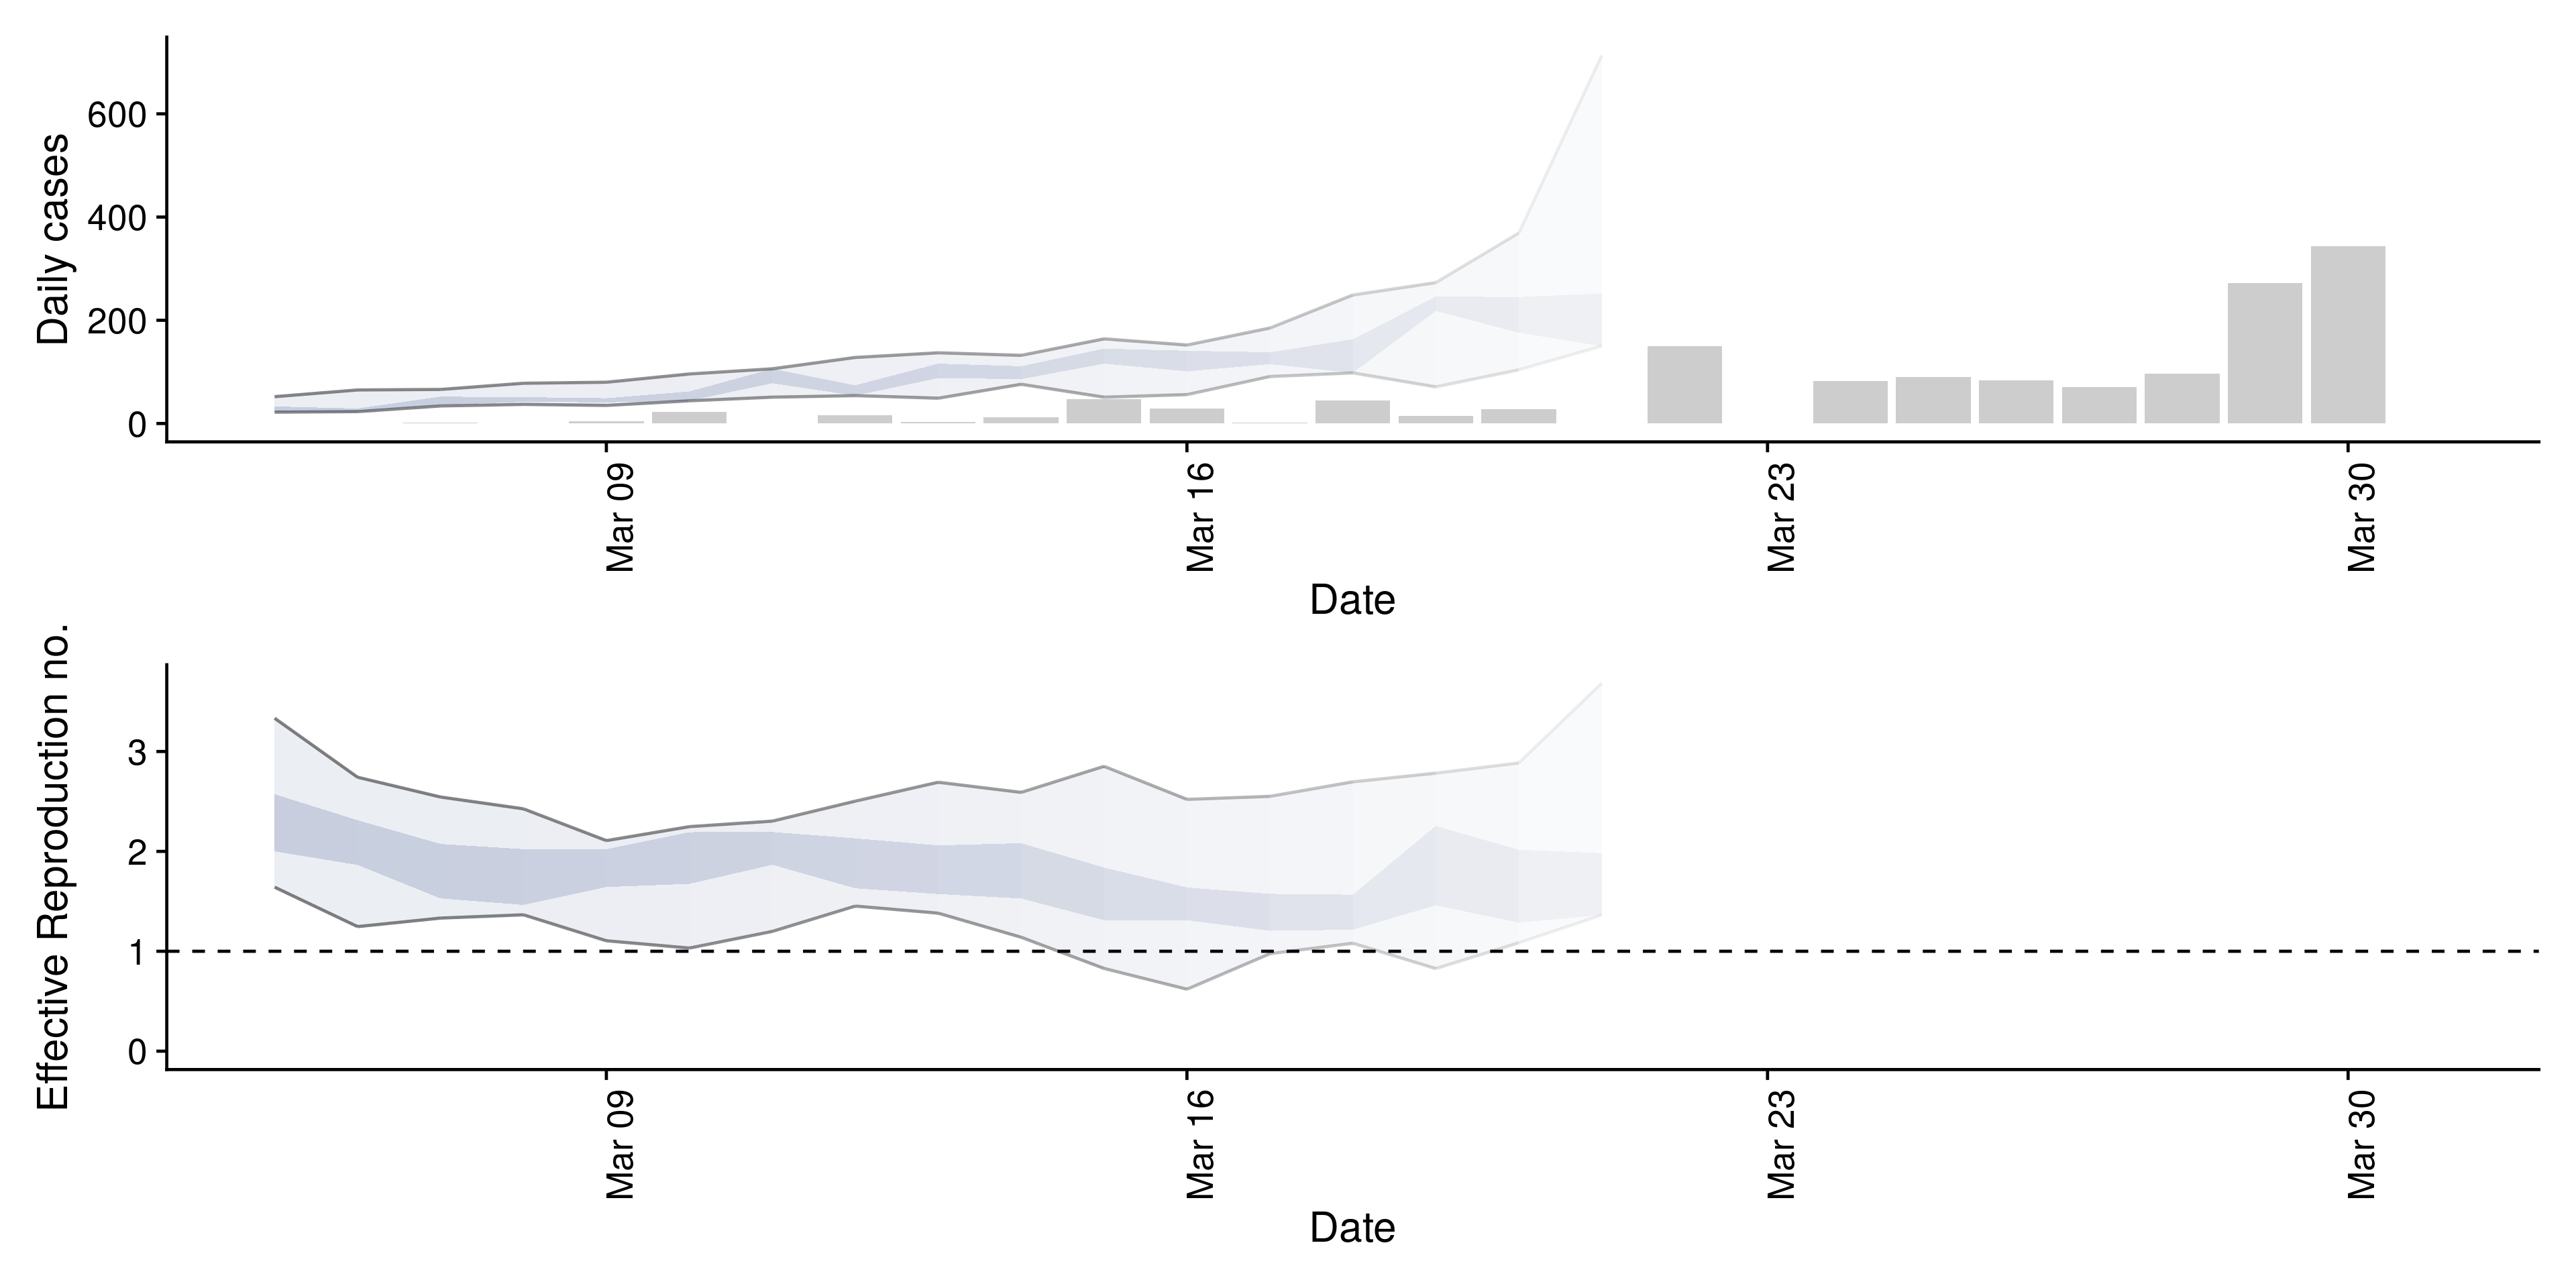 Daily cases
600
400
200
0
Mar 09
Mar 16
Mar 23
Mar 30
Date
Effective Reproduction no.
3
2
1
0
Mar 09
Mar 16
Mar 23
Mar 30
Date